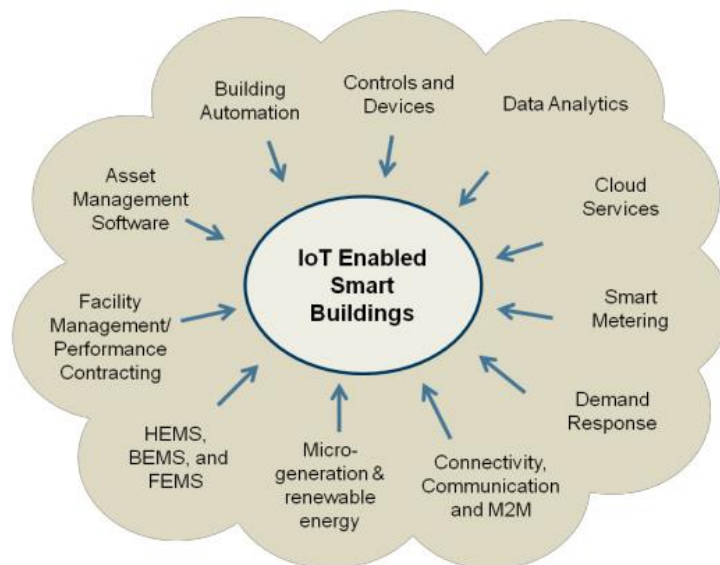 Building
Automation
Controls and
Devices
Data Analytics
Asset
Management
Software
Cloud
Services
IoT Enabled
Smart
Buildings
Facility
Management/
Performance
Contracting
Smart
Metering
Demand
Response
HEMS,
BEMS, and
FEMS
Micro-
generation &
renewable
energy
Connectivity,
Communication
and M2M